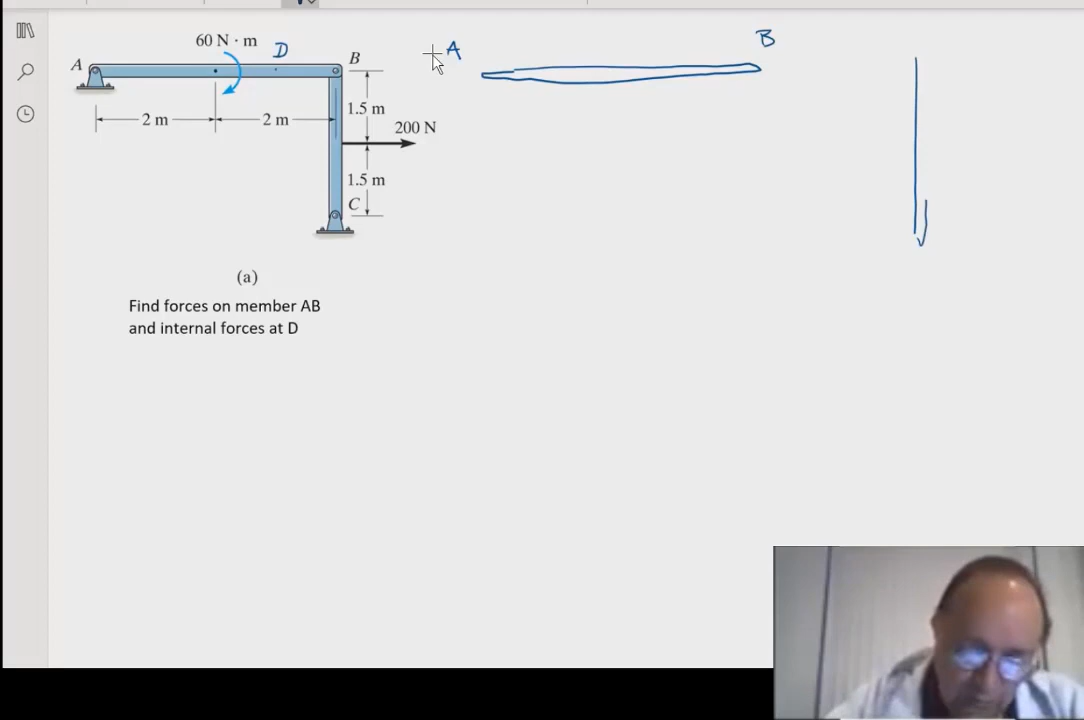 60 N · m
D
A
B
A
B
1.5 m
2 m
2 m
200 N
1.5 m
C
(a)
Find forces on member AB
and internal forces at D